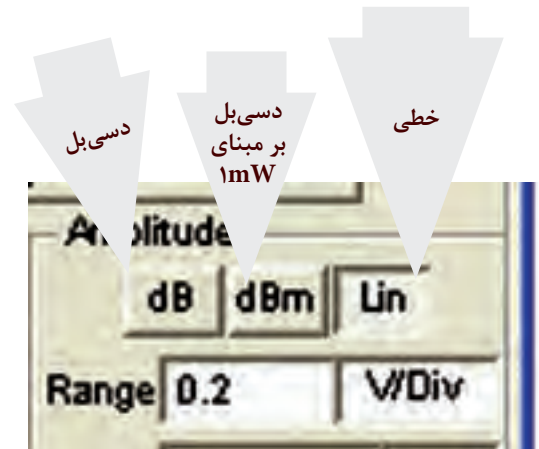 خطی
دسی‌بل
بر مبنای
۱mW
دسی‌بل
Amplitude
dB dBm Lin
Range 0.2 V/Div